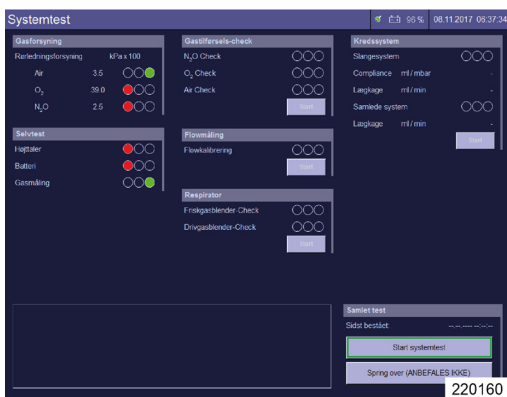 Systemtest
96 %
08.11.2017 06:37:34
Gasforsyning
Rørledningsforsyning kPa x 100
Air 3.5
O2 39.0
N2O 2.5
Selvtest
Højttaler
Batteri
Gasmåling
Gastilførsels-check
N2O Check
O2 Check
Air Check
Start
Flowmåling
Flowkalibrering
Start
Respirator
Friskgasblender-Check
Drivgasblender-Check
Start
Kredssystem
Slangesystem
Compliance ml/mbar -
Lægkage ml/min -
Samlede system
Lægkage ml/min -
Start
Samlet test
Sidst bestået: --.--.---- --:--:--
Start systemtest
Spring over (ANBEFALES IKKE)
220160